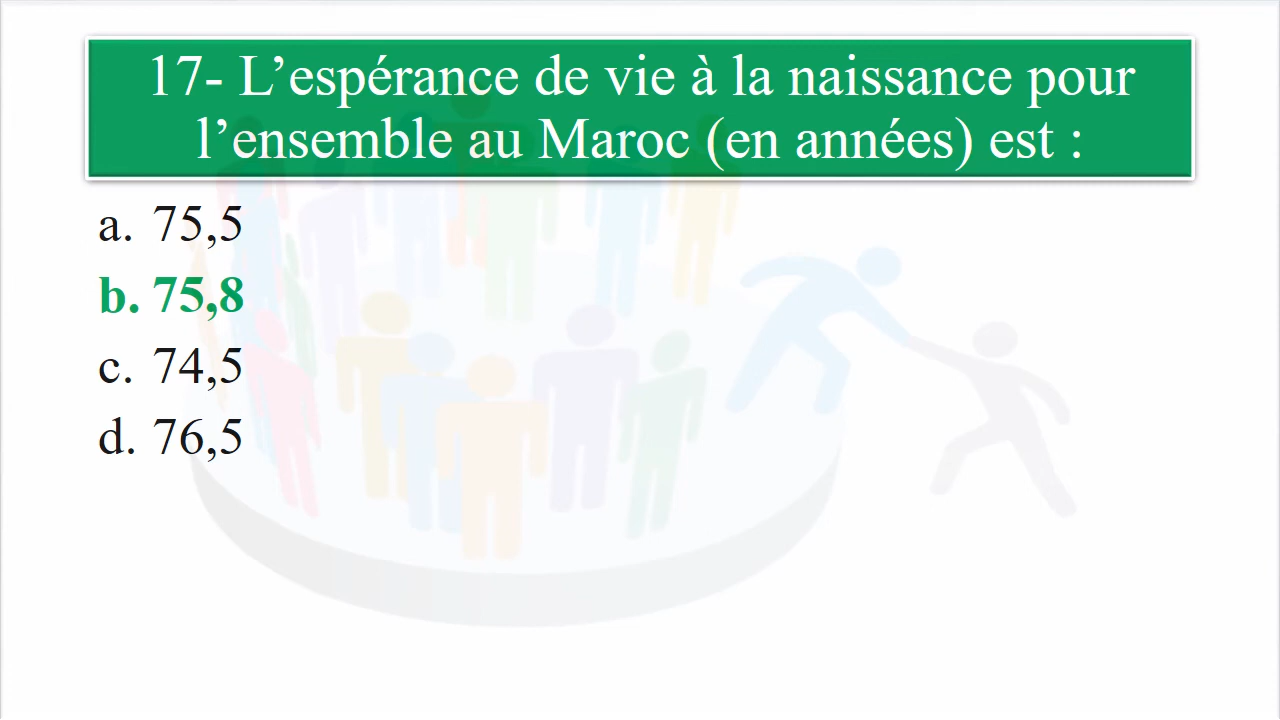 17- L’espérance de vie à la naissance pour
l’ensemble au Maroc (en années) est :
a. 75,5
b. 75,8
c. 74,5
d. 76,5